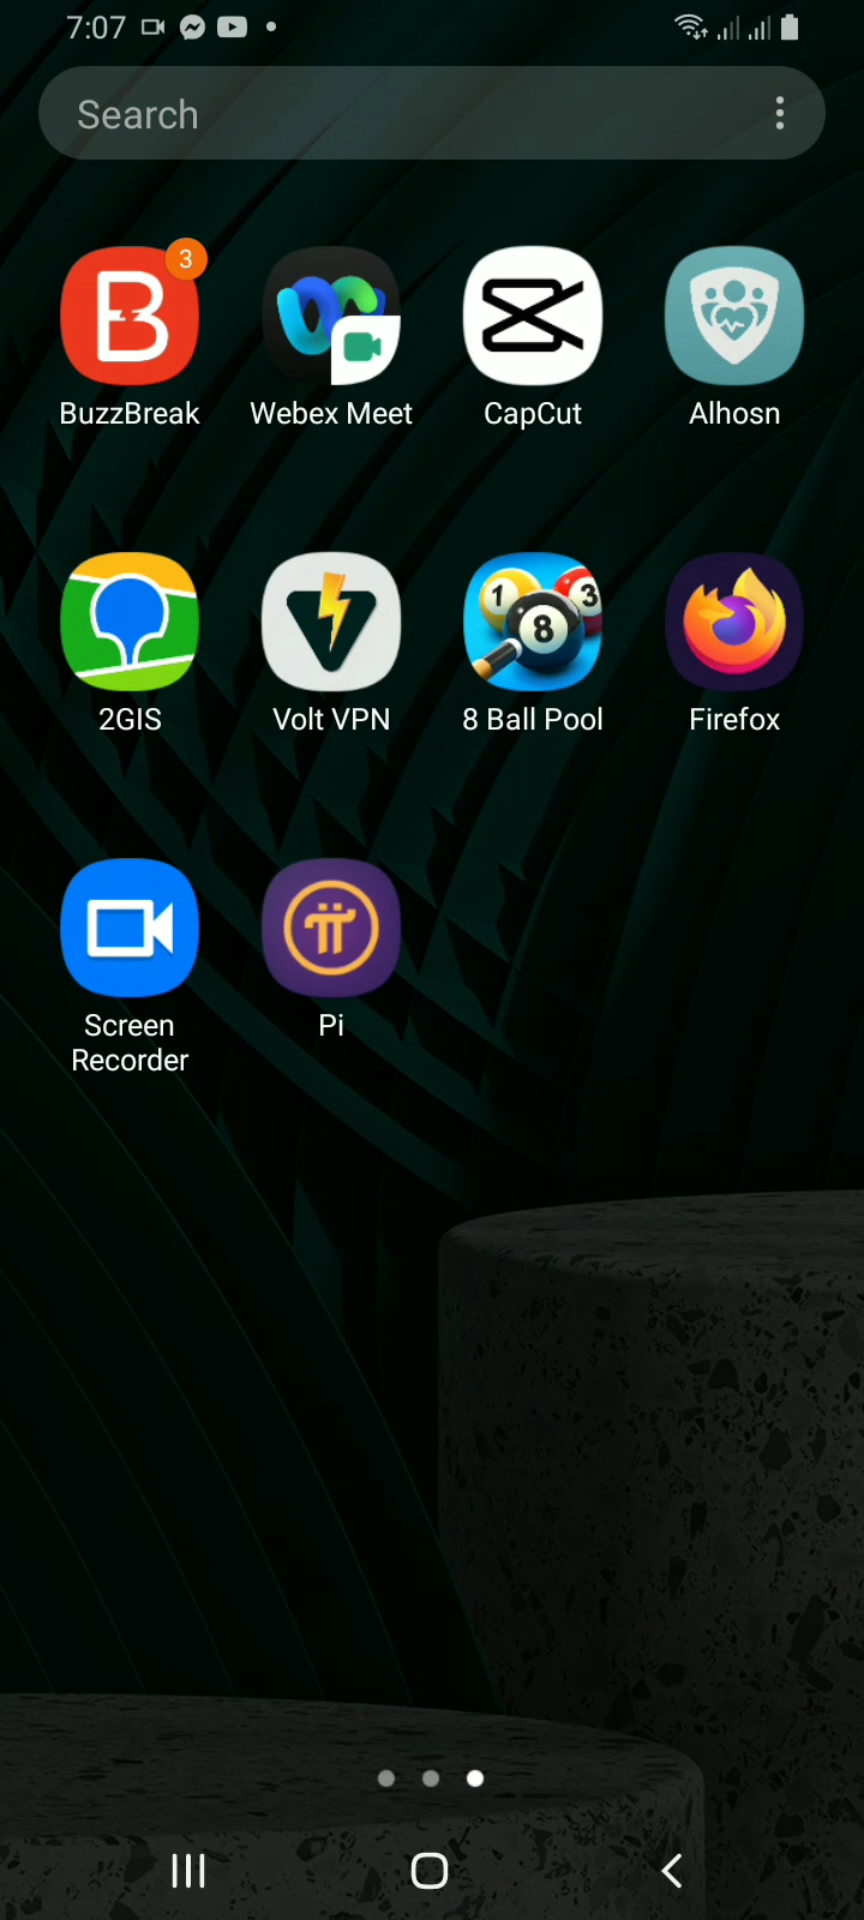 7:07
Search
3
BuzzBreak
Webex Meet
CapCut
Alhosn
1
3
8
2GIS
Volt VPN
8 Ball Pool
Firefox
Screen
Recorder
Pi